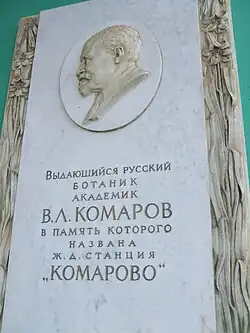 Выдающийся русский
ботаник
академик
В.Л. Комаров
в память которого
названа
ж.д. станция
„Комарово“